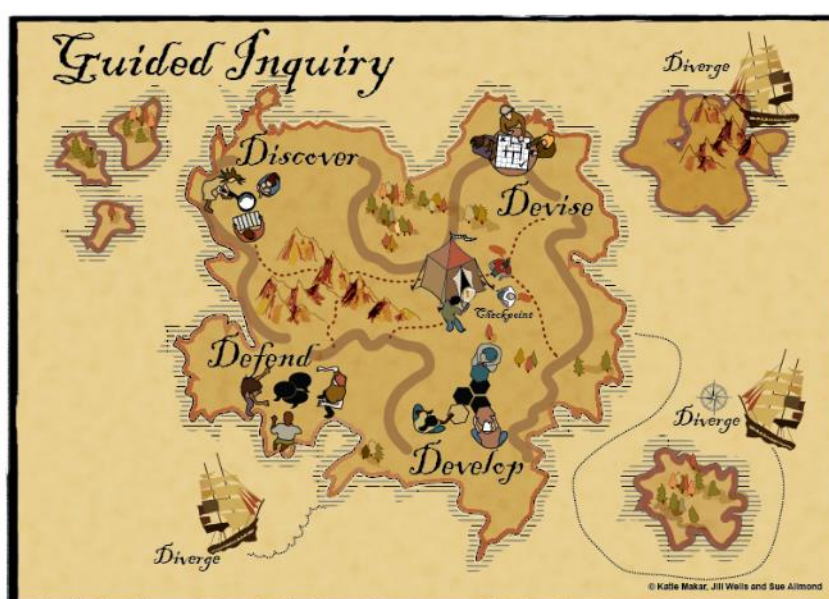 Guided Inquiry
Diverge
Discover
Devise
Checkpoint
Defend
Diverge
Develop
Diverge
© Katie Makar, Jill Wells and Sue Allmond